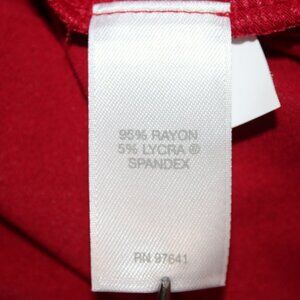 95% RAYON
5% LYCRA ®
SPANDEX
RN 97641